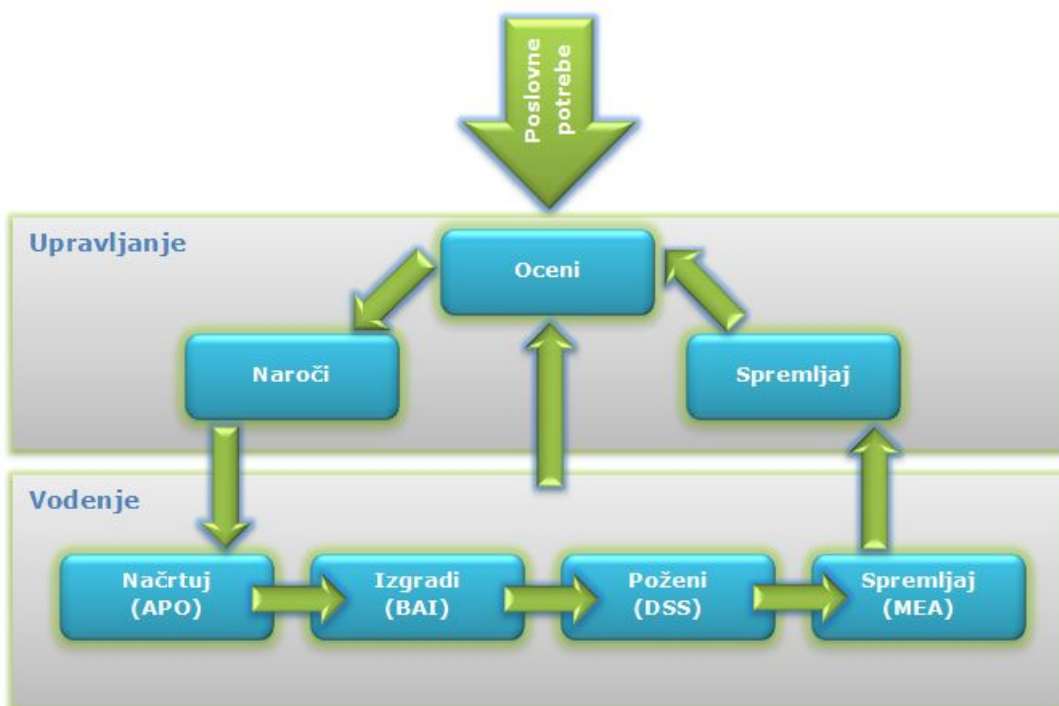 Poslovne
potrebe
Upravljanje
Oceni
Naroči
Spremljaj
Vodenje
Načrtuj
(APO)
Izgradi
(BAI)
Poženi
(DSS)
Spremljaj
(MEA)